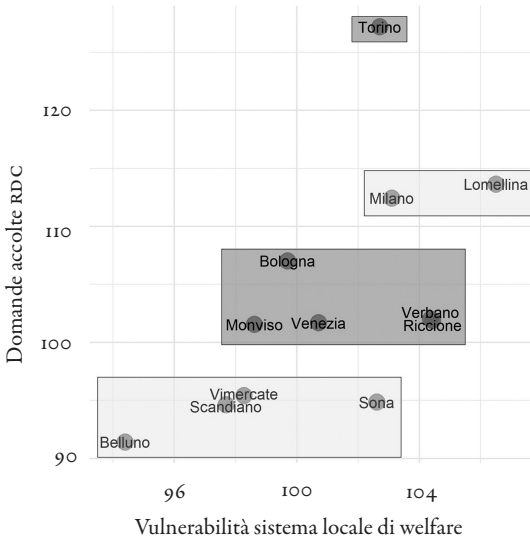 Torino
120
Lomellina
Milano
110
Bologna
Verbano
Monviso
Venezia
Riccione
100
Vimercate
Scandiano
Sona
Belluno
90
96
100
104
Domande accolte RDC
Vulnerabilità sistema locale di welfare